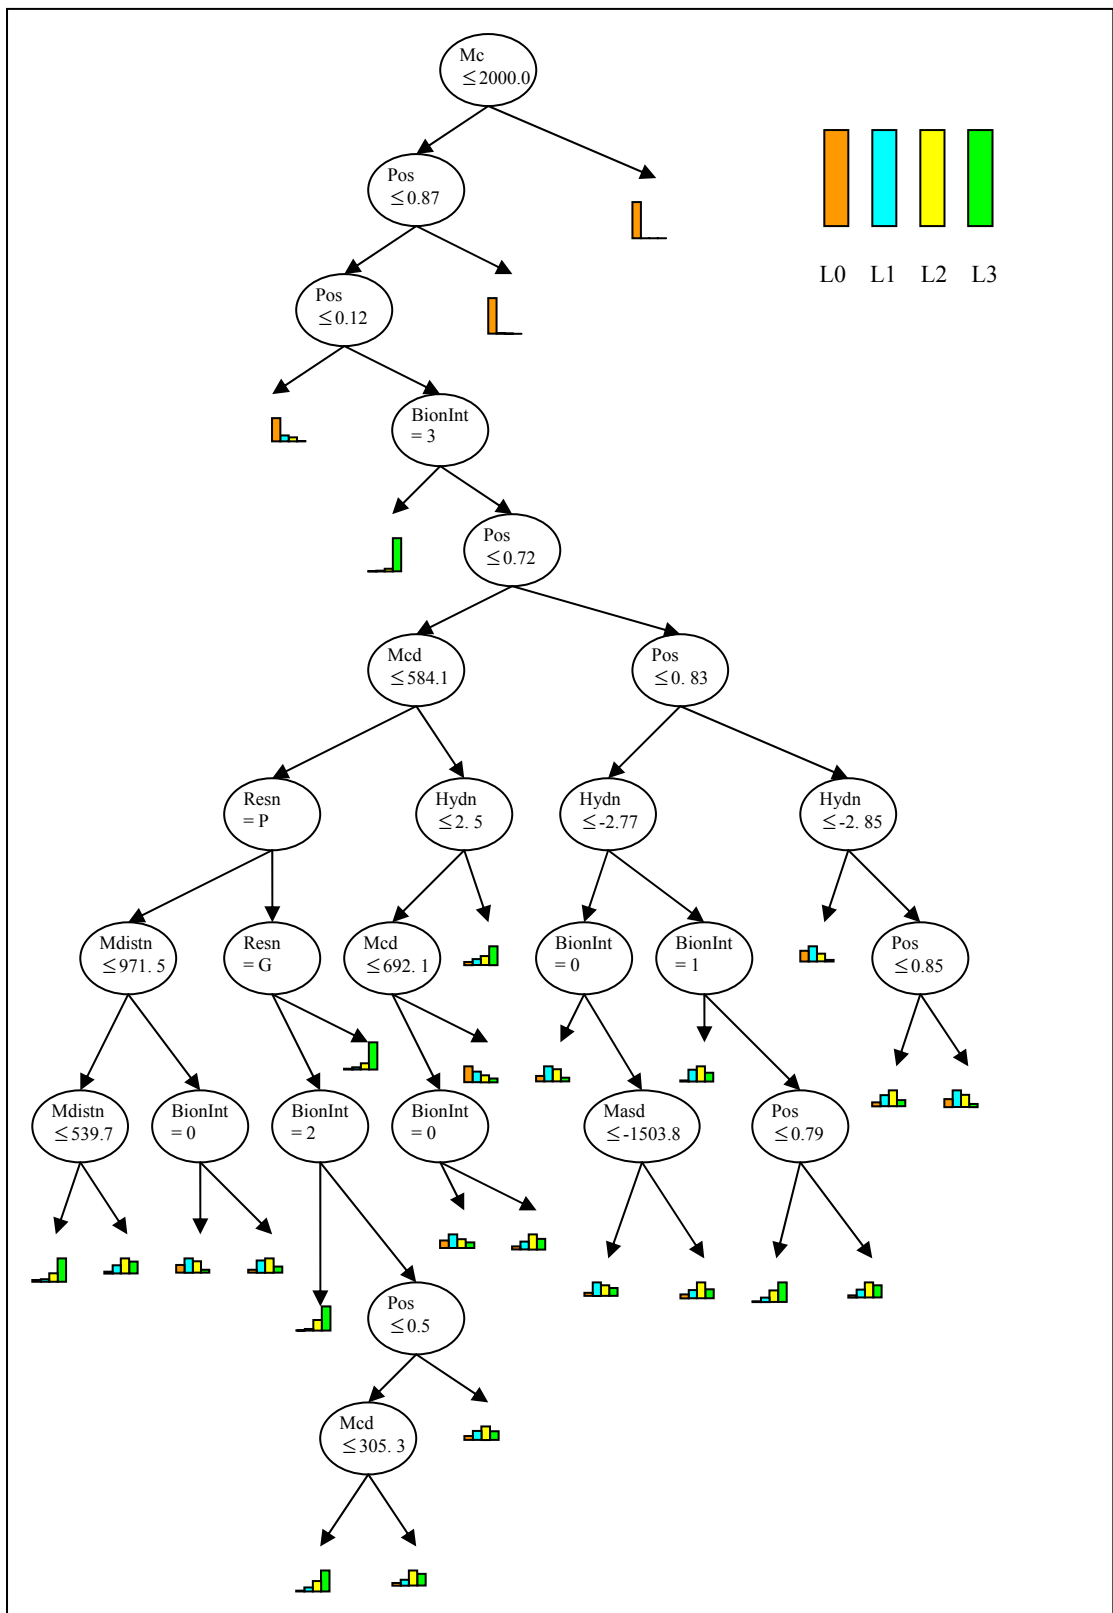 Mc
≤2000.0
Pos
≤0.87
L0 L1 L2 L3
Pos
≤0.12
BionInt
= 3
Pos
≤0.72
Mcd
≤584.1
Pos
≤0. 83
Resn
= P
Hydn
≤2. 5
Hydn
≤-2.77
Hydn
≤-2. 85
Mdistn
≤971. 5
Resn
= G
Mcd
≤692. 1
BionInt
= 0
BionInt
= 1
Pos
≤0.85
Mdistn
≤539.7
BionInt
= 0
BionInt
= 2
BionInt
= 0
Masd
≤-1503.8
Pos
≤0.79
Pos
≤0.5
Mcd
≤305. 3